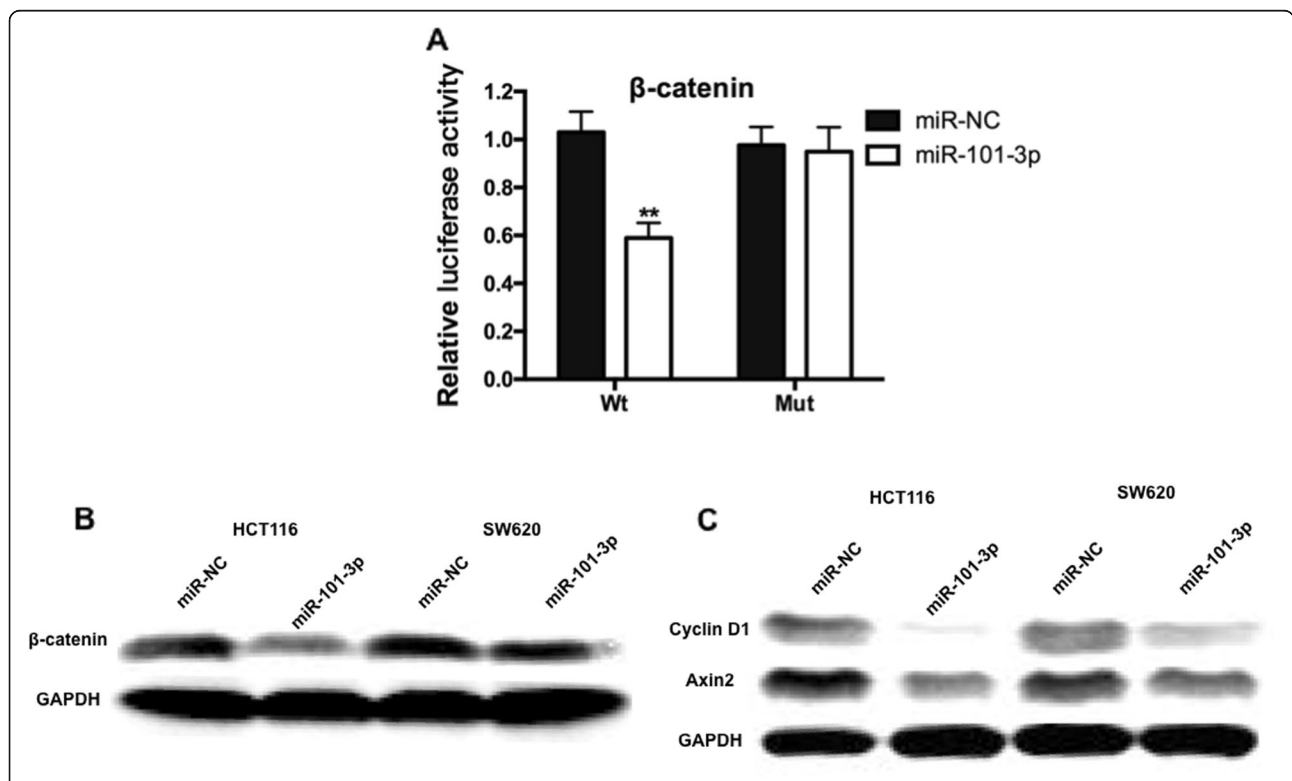 A
β-catenin
Relative luciferase activity
1.2
1.0
0.8
0.6
0.4
0.2
0.0
**
Wt
Mut
miR-NC
miR-101-3p
B
HCT116
SW620
miR-NC
miR-101-3p
miR-NC
miR-101-3p
β-catenin
GAPDH
C
HCT116
SW620
miR-NC
miR-101-3p
miR-NC
miR-101-3p
Cyclin D1
Axin2
GAPDH